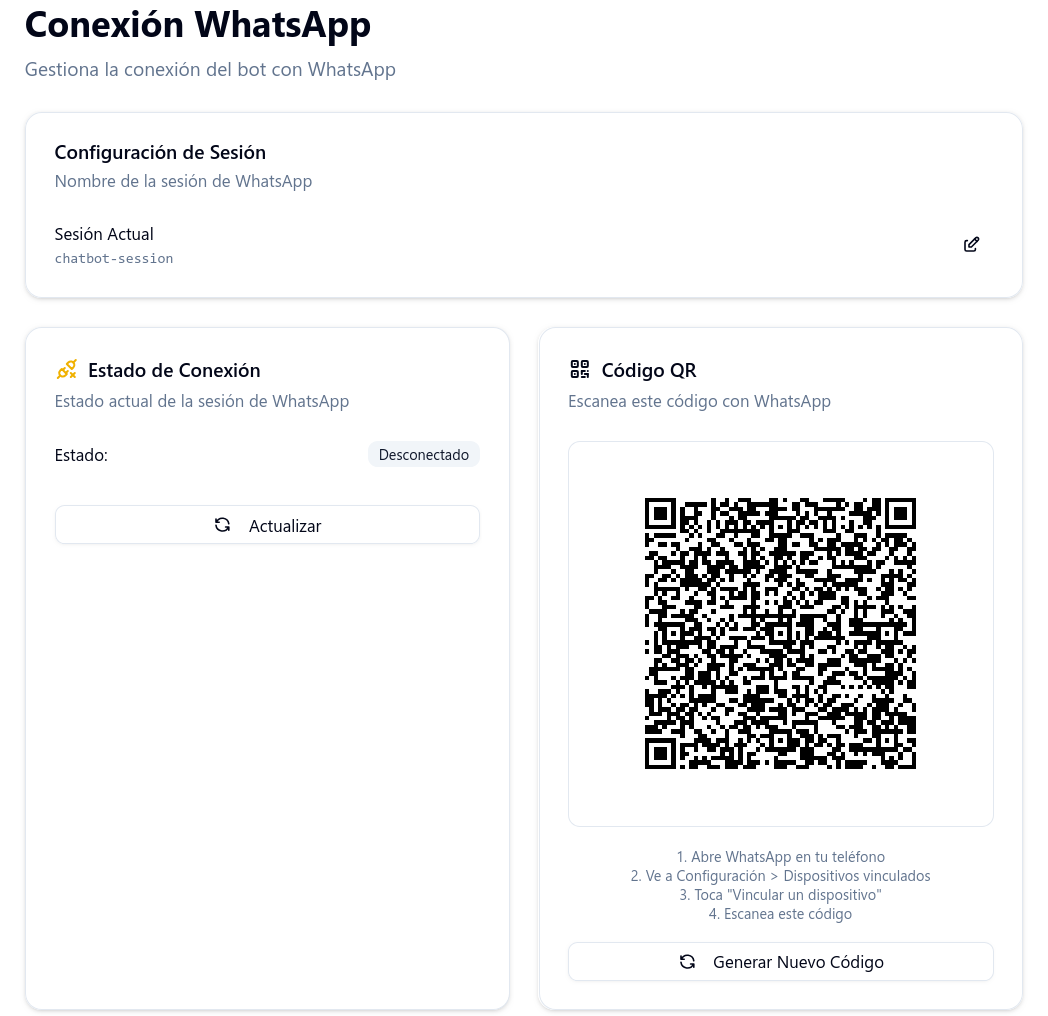 Conexión WhatsApp
Gestiona la conexión del bot con WhatsApp
Configuración de Sesión
Nombre de la sesión de WhatsApp
Sesión Actual
chatbot-session
Estado de Conexión
Estado actual de la sesión de WhatsApp
Estado:
Desconectado
Actualizar
Código QR
Escanea este código con WhatsApp
1. Abre WhatsApp en tu teléfono
2. Ve a Configuración > Dispositivos vinculados
3. Toca "Vincular un dispositivo"
4. Escanea este código
Generar Nuevo Código